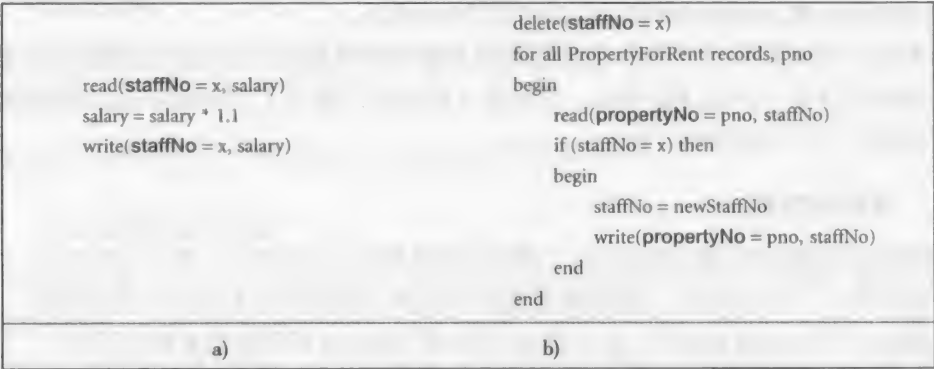 read(staffNo = x, salary)
salary = salary * 1.1
write(staffNo = x, salary)
delete(staffNo = x)
for all PropertyForRent records, pno
begin
read(propertyNo = pno, staffNo)
if (staffNo = x) then
begin
staffNo = newStaffNo
write(propertyNo = pno, staffNo)
end
end
a)
b)